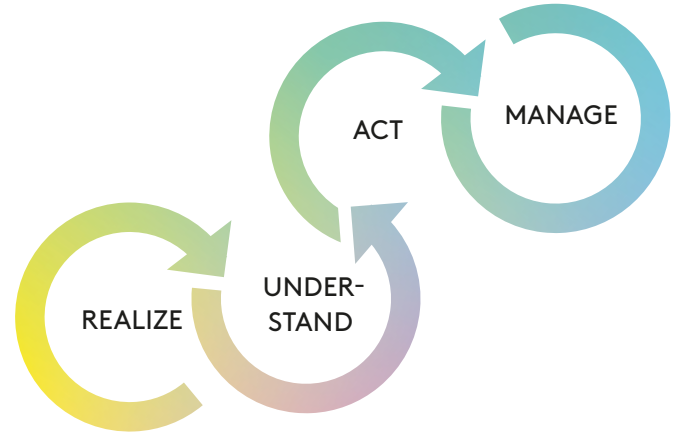 REALIZE
UNDER-
STAND
ACT
MANAGE